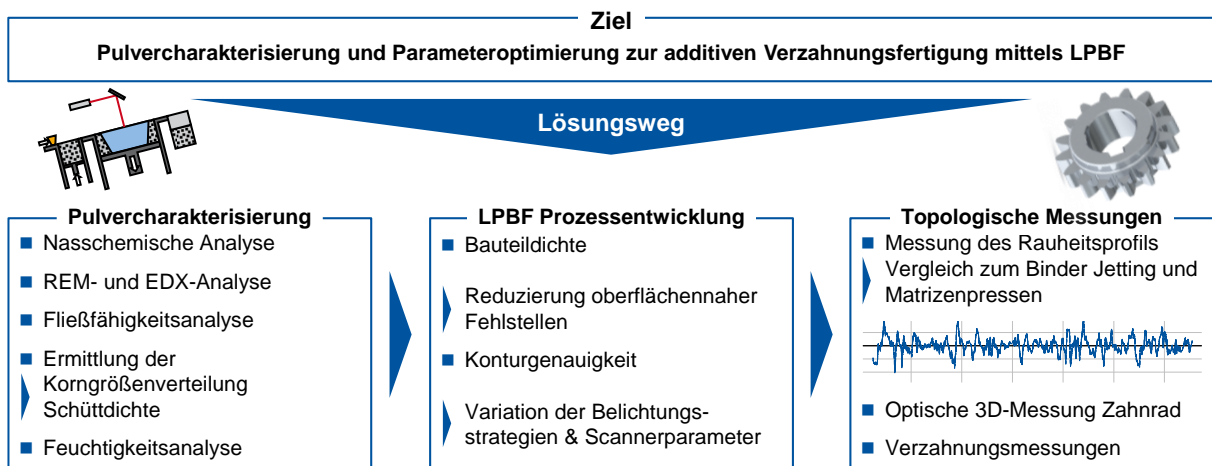 Ziel
Pulvercharakterisierung und Parameteroptimierung zur additiven Verzahnungsfertigung mittels LPBF
Lösungsweg
Pulvercharakterisierung
Nasschemische Analyse
REM- und EDX-Analyse
Fließfähigkeitsanalyse
Ermittlung der
Korngrößenverteilung
Schüttdichte
Feuchtigkeitsanalyse
LPBF Prozessentwicklung
Bauteildichte
Reduzierung oberflächennaher
Fehlstellen
Konturgenauigkeit
Variation der Belichtungs-
strategien & Scannerparameter
Topologische Messungen
Messung des Rauheitsprofils
Vergleich zum Binder Jetting und
Matrizenpressen
Optische 3D-Messung Zahnrad
Verzahnungsmessungen